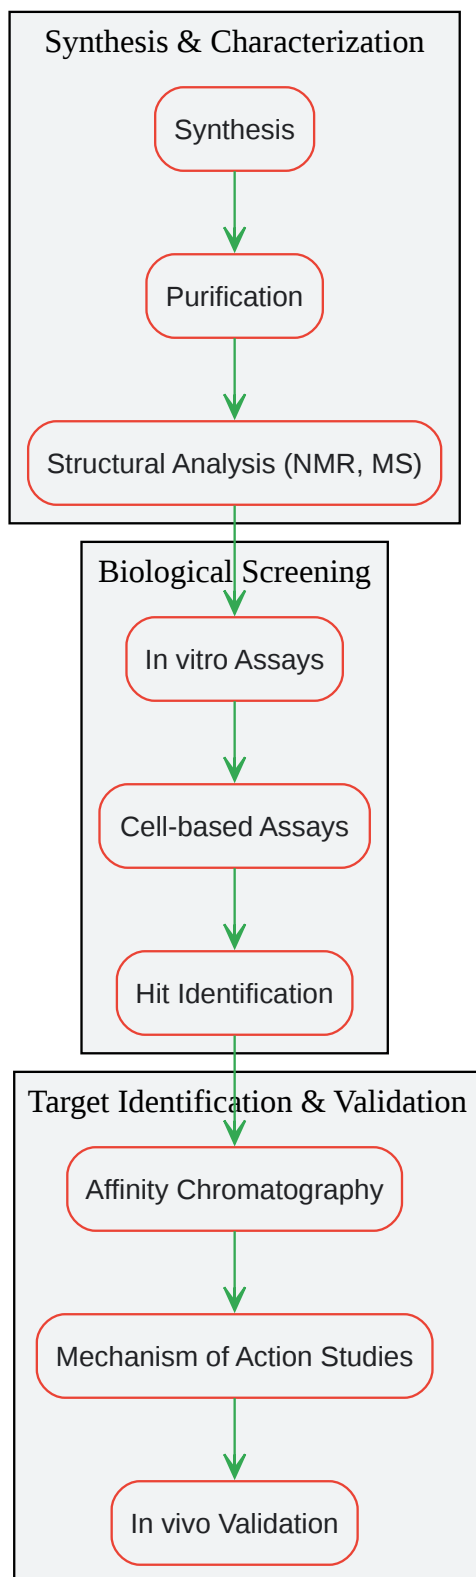 Synthesis & Characterization
Synthesis
Purification
Structural Analysis (NMR, MS)
Biological Screening
In vitro Assays
Cell-based Assays
Hit Identification
Target Identification & Validation
Affinity Chromatography
Mechanism of Action Studies
In vivo Validation